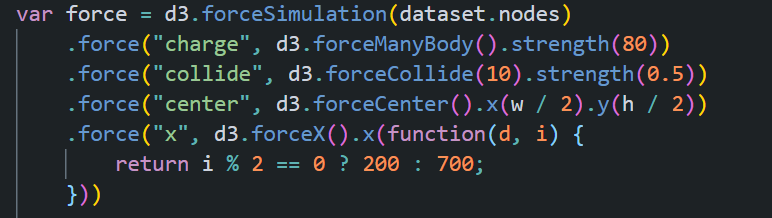 var force = d3.forceSimulation(dataset.nodes)
.force("charge", d3.forceManyBody().strength(80))
.force("collide", d3.forceCollide(10).strength(0.5))
.force("center", d3.forceCenter().x(w / 2).y(h / 2))
.force("x", d3.forceX().x(function(d, i) {
return i % 2 == 0 ? 200 : 700;
}))